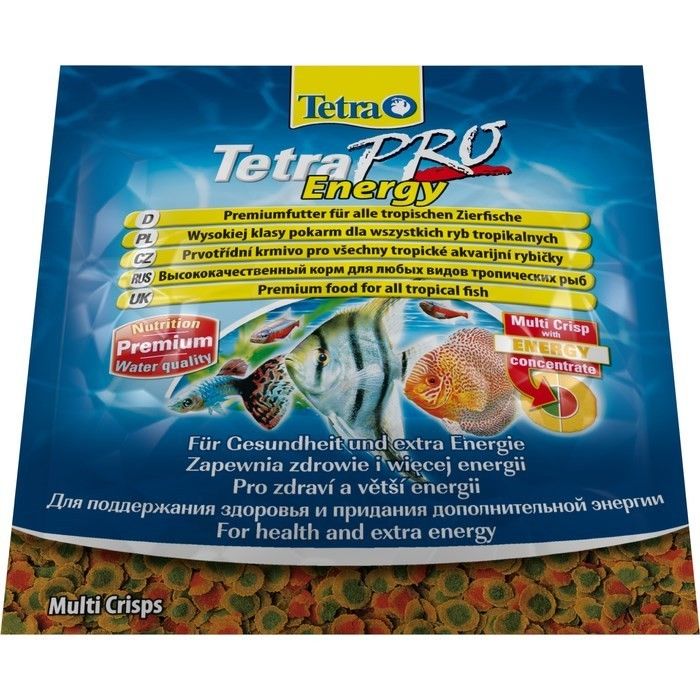 Tetra
TetraPRO
Energy
D Premiumfutter für alle tropischen Zierfische
PL Wysokiej klasy pokarm dla wszystkich ryb tropikalnych
CZ Prvotřídní krmivo pro všechny tropické akvarijní rybičky
RUS Высококачественный корм для любых видов тропических рыб
UK Premium food for all tropical fish
Nutrition
Premium
Water quality
Multi Crisp
with
ENERGY
concentrate
Für Gesundheit und extra Energie
Zapewnia zdrowie i więcej energii
Pro zdraví a větší energii
Для поддержания здоровья и придания дополнительной энергии
For health and extra energy
Multi Crisps